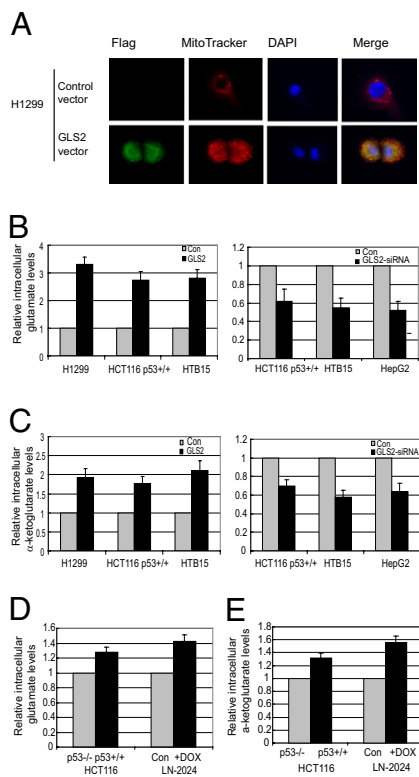 A
Flag MitoTracker DAPI Merge
H1299
Control vector
GLS2 vector
B
Relative intracellular glutamate levels
4
3
2
1
0
Con
GLS2
H1299 HCT116 p53+/+ HTB15
1.2
1
0.8
0.6
0.4
0.2
0
Con
GLS2-siRNA
HCT116 p53+/+ HTB15 HepG2
C
Relative intracellular α-ketoglutarate levels
3
2.5
2
1.5
1
0.5
0
Con
GLS2
H1299 HCT116 p53+/+ HTB15
1.2
1
0.8
0.6
0.4
0.2
0
Con
GLS2-siRNA
HCT116 p53+/+ HTB15 HepG2
D
Relative intracellular glutamate levels
1.6
1.4
1.2
1
0.8
0.6
0.4
0.2
0
p53-/- p53+/+ Con +DOX
HCT116 LN-2024
E
Relative intracellular a-ketoglutarate levels
1.8
1.6
1.4
1.2
1
0.8
0.6
0.4
0.2
0
p53-/- p53+/+ Con +DOX
HCT116 LN-2024